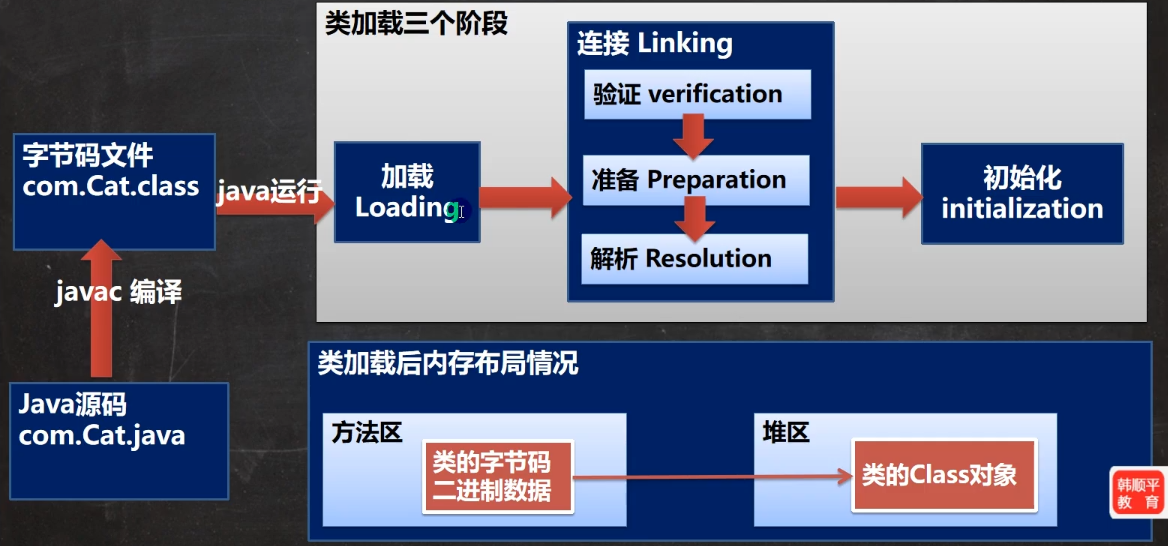 类加载三个阶段
连接 Linking
验证 verification
准备 Preparation
解析 Resolution
字节码文件
com.Cat.class
java运行
加载
Loading
初始化
initialization
javac 编译
Java源码
com.Cat.java
类加载后内存布局情况
方法区
类的字节码
二进制数据
堆区
类的Class对象
韩顺平
教 育